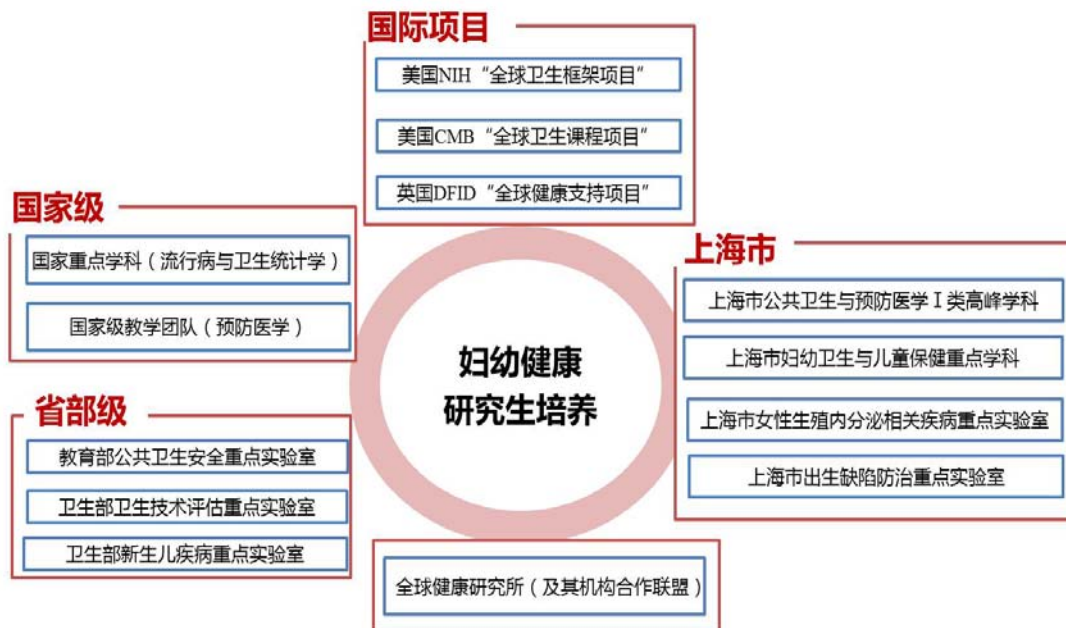 国际项目
美国NIH“全球卫生框架项目”
美国CMB“全球卫生课程项目”
英国DFID“全球健康支持项目”
国家级
国家重点学科（流行病与卫生统计学）
国家级教学团队（预防医学）
上海市
上海市公共卫生与预防医学Ⅰ类高峰学科
上海市妇幼卫生与儿童保健重点学科
上海市女性生殖内分泌相关疾病重点实验室
上海市出生缺陷防治重点实验室
妇幼健康
研究生培养
省部级
教育部公共卫生安全重点实验室
卫生部卫生技术评估重点实验室
卫生部新生儿疾病重点实验室
全球健康研究所（及其机构合作联盟）